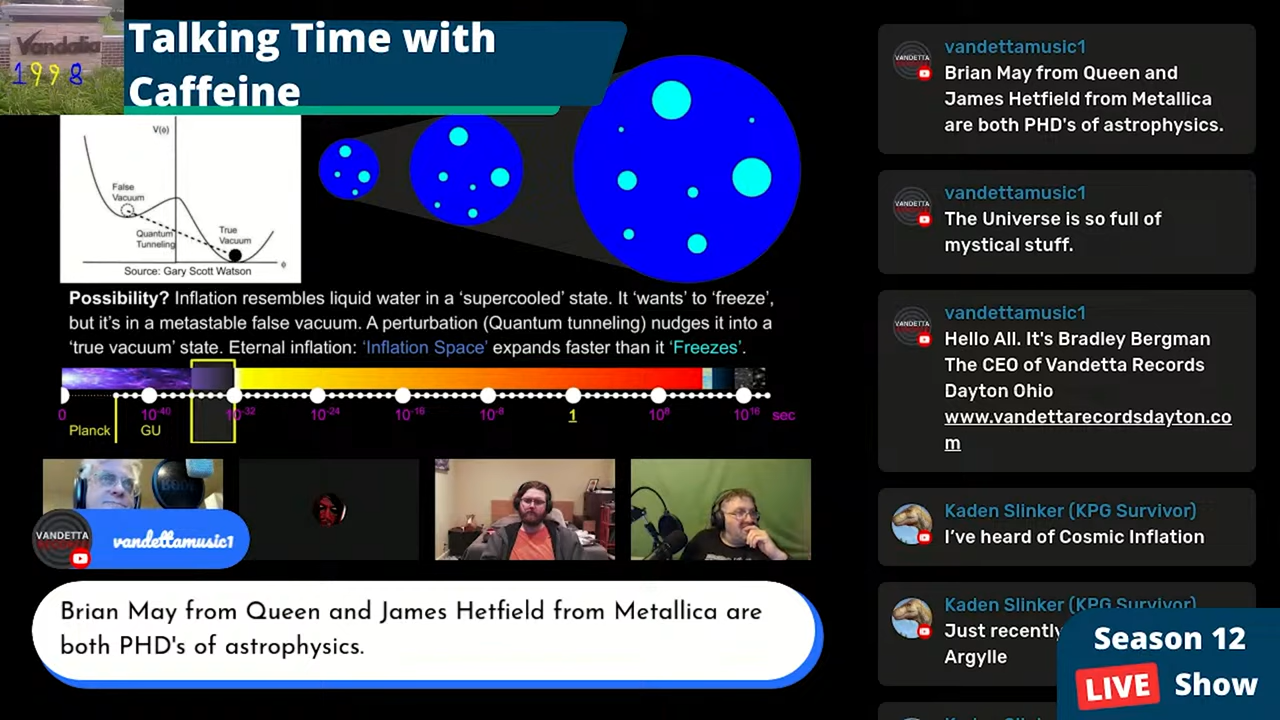 Vandalia
1998
Talking Time with
Caffeine
V(ϕ)
False
Vacuum
Quantum
Tunneling
True
Vacuum
ϕ
Source: Gary Scott Watson
Possibility? Inflation resembles liquid water in a ‘supercooled’ state. It ‘wants’ to ‘freeze’,
but it’s in a metastable false vacuum. A perturbation (Quantum tunneling) nudges it into a
‘true vacuum’ state. Eternal inflation: ‘Inflation Space’ expands faster than it ‘Freezes’.
0 10⁻⁴⁰ 10⁻³² 10⁻²⁴ 10⁻¹⁶ 10⁻⁸ 1 10⁸ 10¹⁶ sec
Planck GU
VANDETTA
vandettamusic1
Brian May from Queen and James Hetfield from Metallica are
both PHD's of astrophysics.
vandettamusic1
Brian May from Queen and
James Hetfield from Metallica
are both PHD's of astrophysics.
vandettamusic1
The Universe is so full of
mystical stuff.
vandettamusic1
Hello All. It's Bradley Bergman
The CEO of Vandetta Records
Dayton Ohio
www.vandettarecordsdayton.co
m
Kaden Slinker (KPG Survivor)
I’ve heard of Cosmic Inflation
Kaden Slinker (KPG Survivor)
Just recently
Argylle
Season 12
LIVE Show